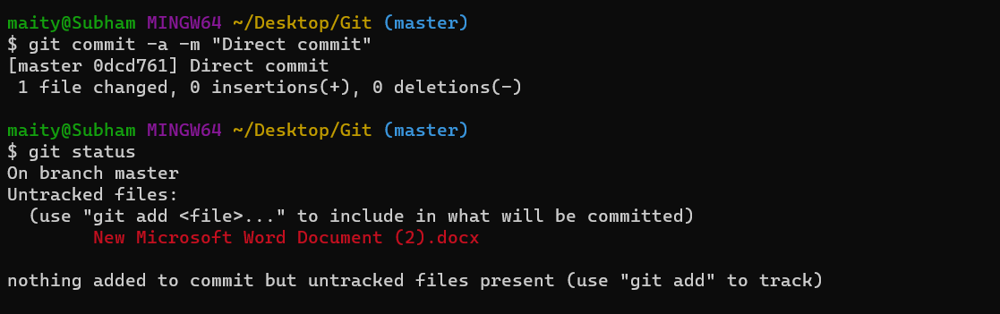 maity@Subham MINGW64 ~/Desktop/Git (master)
$ git commit -a -m "Direct commit"
[master 0dcd761] Direct commit
 1 file changed, 0 insertions(+), 0 deletions(-)

maity@Subham MINGW64 ~/Desktop/Git (master)
$ git status
On branch master
Untracked files:
  (use "git add <file>..." to include in what will be committed)
        New Microsoft Word Document (2).docx

nothing added to commit but untracked files present (use "git add" to track)